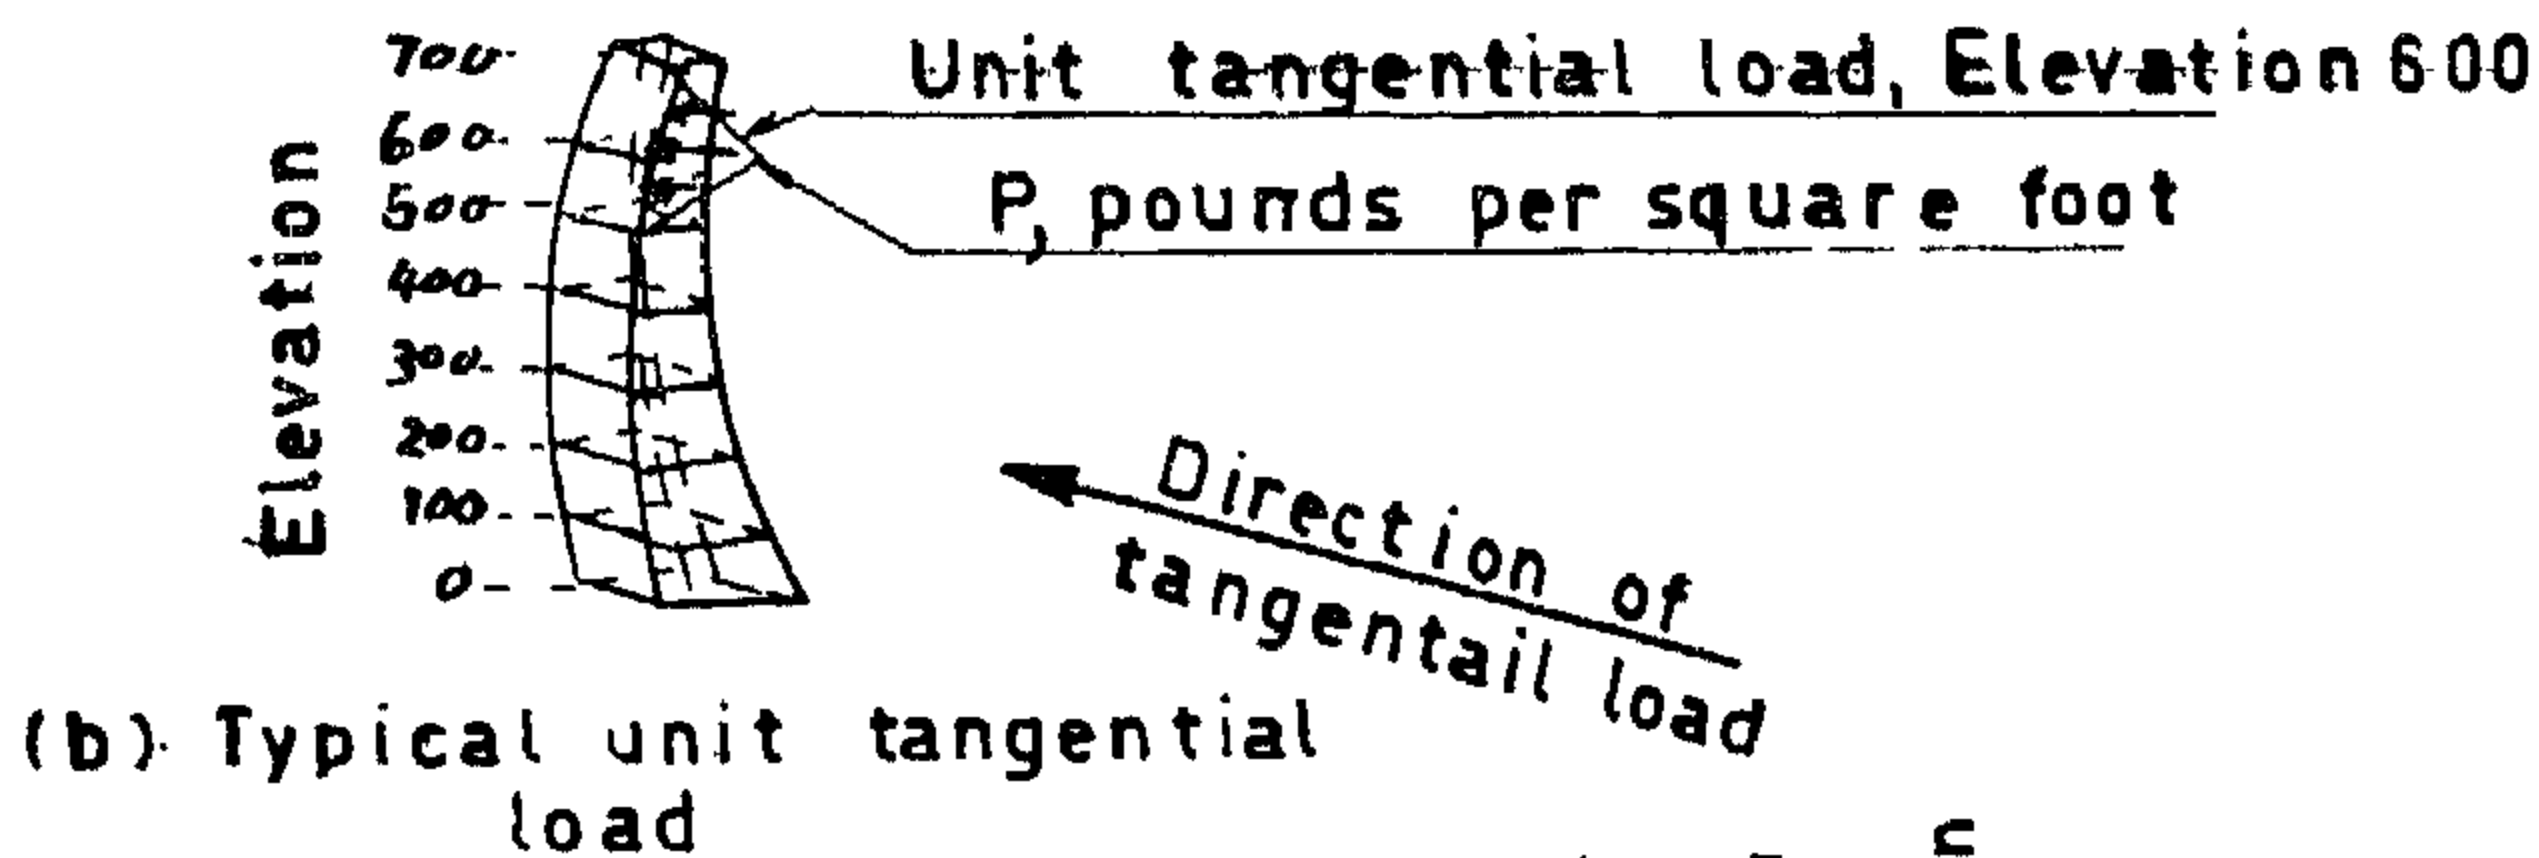 Unit tangential load, Elevation 600
P, pounds per square foot
Elevation
700
600
500
400
300
200
100
0
Direction of
tangentail load
(b) Typical unit tangential
load